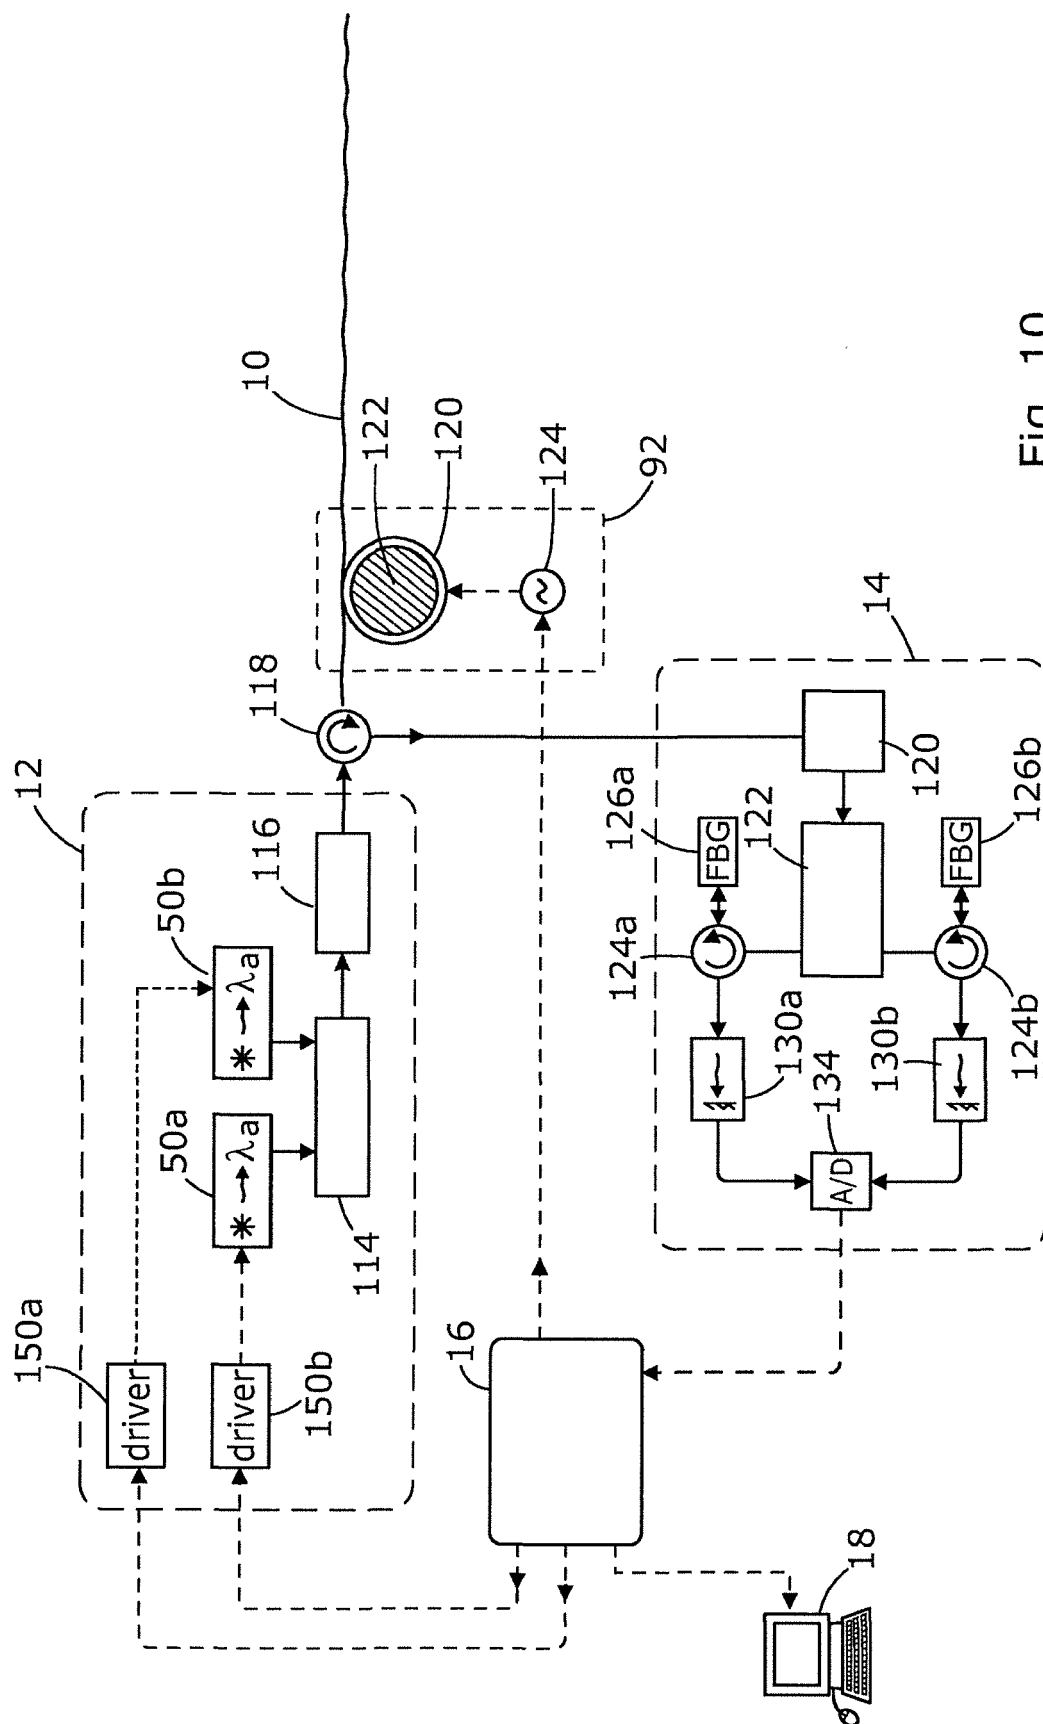 12
150a
driver
50b
✳ ⇝ λa
50a
✳ ⇝ λa
driver
150b
116
114
118
10
122
120
124
92
16
18
14
126a
FBG
124a
122
120
126b
FBG
124b
130a
130b
134
A/D
Fig. 10